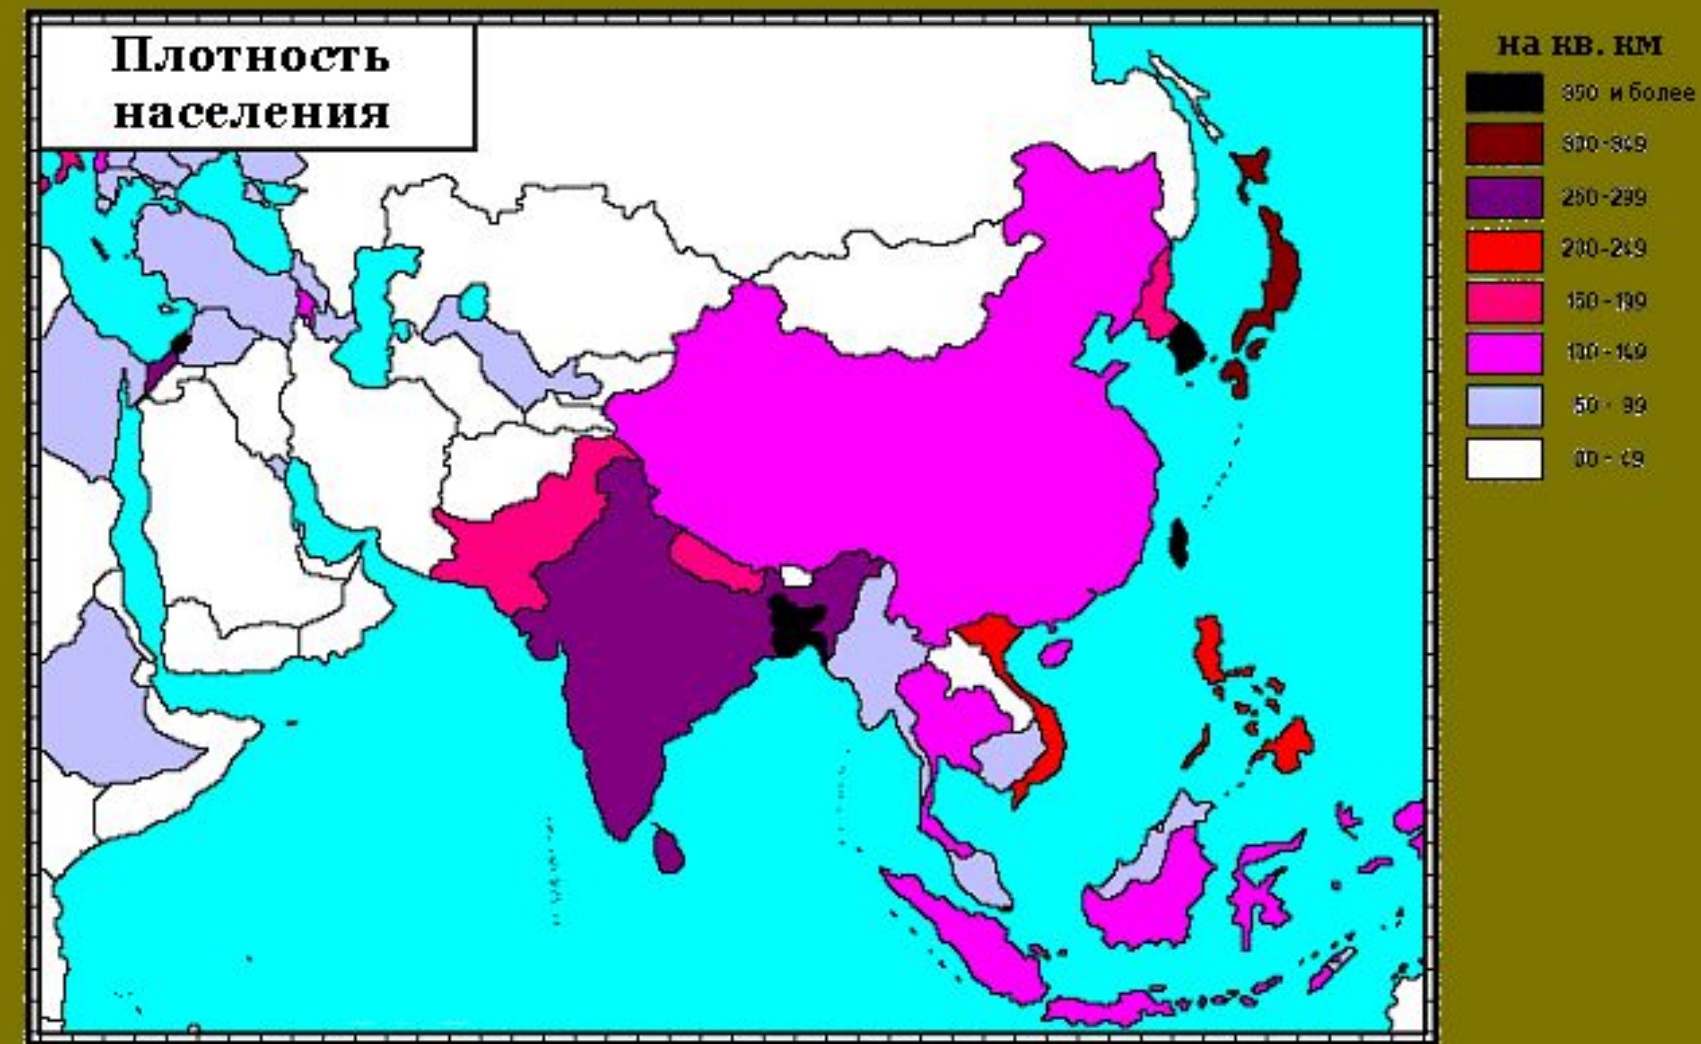 Плотность
населения
на кв. км
350 и более
300-349
250-299
200-249
150-199
100-149
50-99
00-49